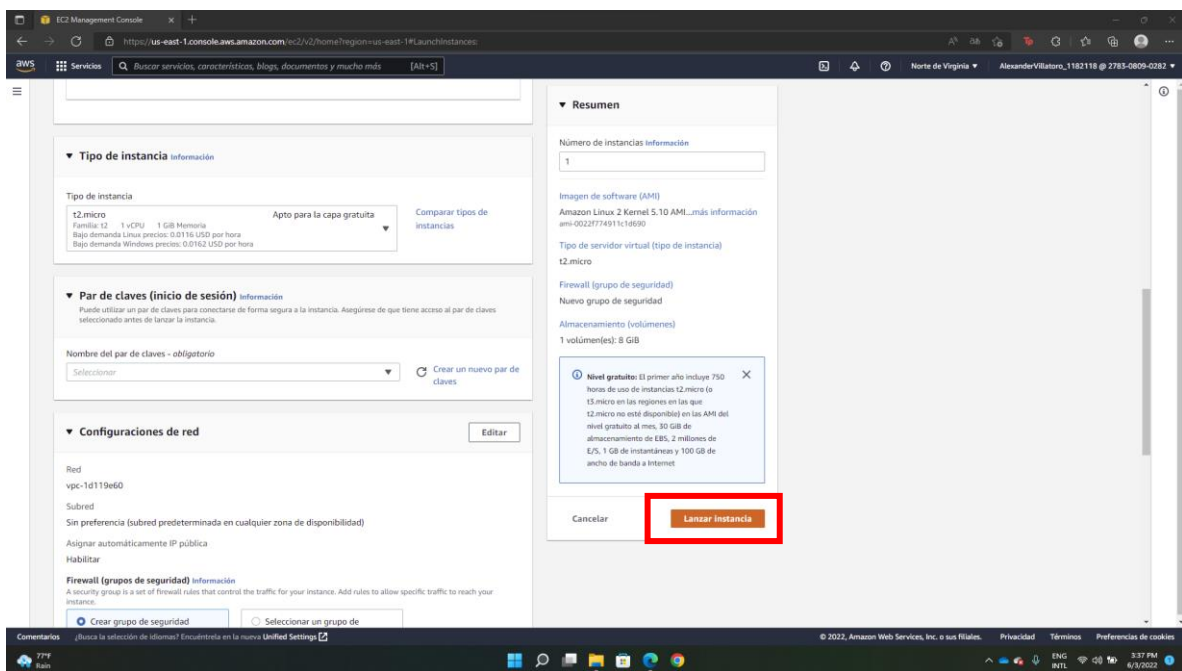 EC2 Management Console
https://us-east-1.console.aws.amazon.com/ec2/v2/home?region=us-east-1#LaunchInstances:
aws
Servicios
Buscar servicios, características, blogs, documentos y mucho más
[Alt+S]
Norte de Virginia
AlexanderVillatoro_1182118 @ 2783-0809-0282
Tipo de instancia Información
Tipo de instancia
t2.micro
Apto para la capa gratuita
Familia: t2 1 vCPU 1 GiB Memoria
Bajo demanda Linux precios: 0.0116 USD por hora
Bajo demanda Windows precios: 0.0162 USD por hora
Comparar tipos de
instancias
Par de claves (inicio de sesión) Información
Puede utilizar un par de claves para conectarse de forma segura a la instancia. Asegúrese de que tiene acceso al par de claves
seleccionado antes de lanzar la instancia.
Nombre del par de claves - obligatorio
Seleccionar
Crear un nuevo par de
claves
Configuraciones de red
Editar
Red
vpc-1d119e60
Subred
Sin preferencia (subred predeterminada en cualquier zona de disponibilidad)
Asignar automáticamente IP pública
Habilitar
Firewall (grupos de seguridad) Información
A security group is a set of firewall rules that control the traffic for your instance. Add rules to allow specific traffic to reach your
instance.
Crear grupo de seguridad
Seleccionar un grupo de
Resumen
Número de instancias Información
1
Imagen de software (AMI)
Amazon Linux 2 Kernel 5.10 AMI...más información
ami-0022f774911c1d690
Tipo de servidor virtual (tipo de instancia)
t2.micro
Firewall (grupo de seguridad)
Nuevo grupo de seguridad
Almacenamiento (volúmenes)
1 volúmen(es): 8 GiB
Nivel gratuito: El primer año incluye 750
horas de uso de instancias t2.micro (o
t3.micro en las regiones en las que
t2.micro no esté disponible) en las AMI del
nivel gratuito al mes, 30 GiB de
almacenamiento de EBS, 2 millones de
E/S, 1 GB de instantáneas y 100 GB de
ancho de banda a Internet
Cancelar
Lanzar instancia
Comentarios
¿Busca la selección de idiomas? Encuéntrela en la nueva Unified Settings
© 2022, Amazon Web Services, Inc. o sus filiales.
Privacidad
Términos
Preferencias de cookies
77°F
Rain
ENG
INTL
3:37 PM
6/3/2022